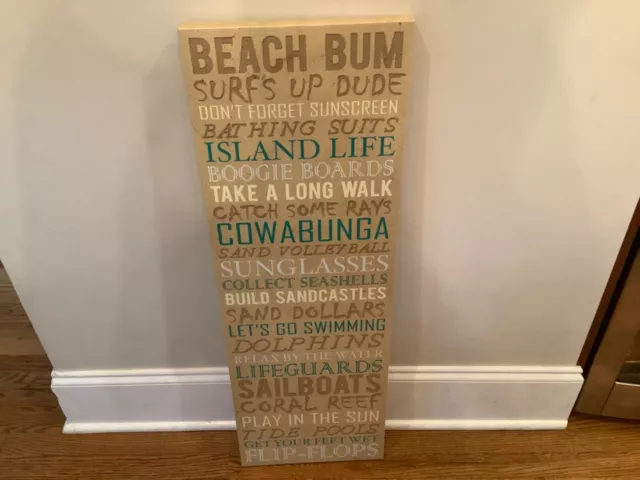 BEACH BUM
SURF'S UP DUDE
DON'T FORGET SUNSCREEN
BATHING SUITS
ISLAND LIFE
BOOGIE BOARDS
TAKE A LONG WALK
CATCH SOME RAYS
COWABUNGA
SAND VOLLEYBALL
SUNGLASSES
COLLECT SEASHELLS
BUILD SANDCASTLES
SAND DOLLARS
LET'S GO SWIMMING
DOLPHINS
RELAX BY THE WATER
LIFEGUARDS
SAILBOATS
CORAL REEF
PLAY IN THE SUN
TIDE POOLS
GET YOUR FEET WET
FLIP-FLOPS